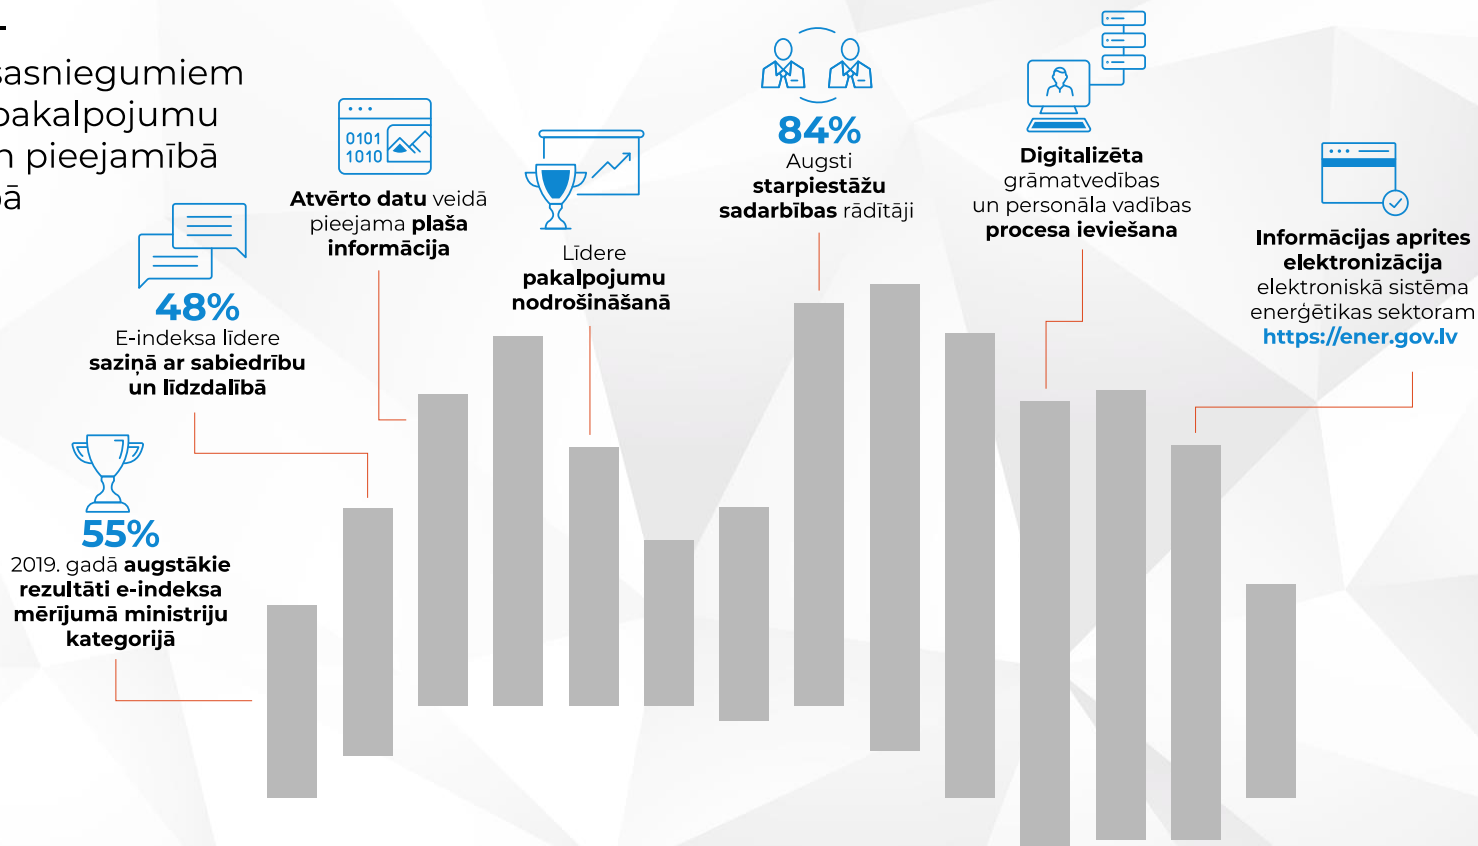 sasniegumiem
pakalpojumu
pieejamībā
48%
E-indeksa līdere
saziņā ar sabiedrību
un līdzdalībā
55%
2019. gadā augstākie
rezultāti e-indeksa
mērījumā ministriju
kategorijā
0101
1010
Atvērto datu veidā
pieejama plaša
informācija
Līdere
pakalpojumu
nodrošināšanā
84%
Augsti
starpiestāžu
sadarbības rādītāji
Digitalizēta
grāmatvedības
un personāla vadības
procesa ieviešana
Informācijas aprites
elektronizācija
elektroniskā sistēma
enerģētikas sektoram
https://ener.gov.lv